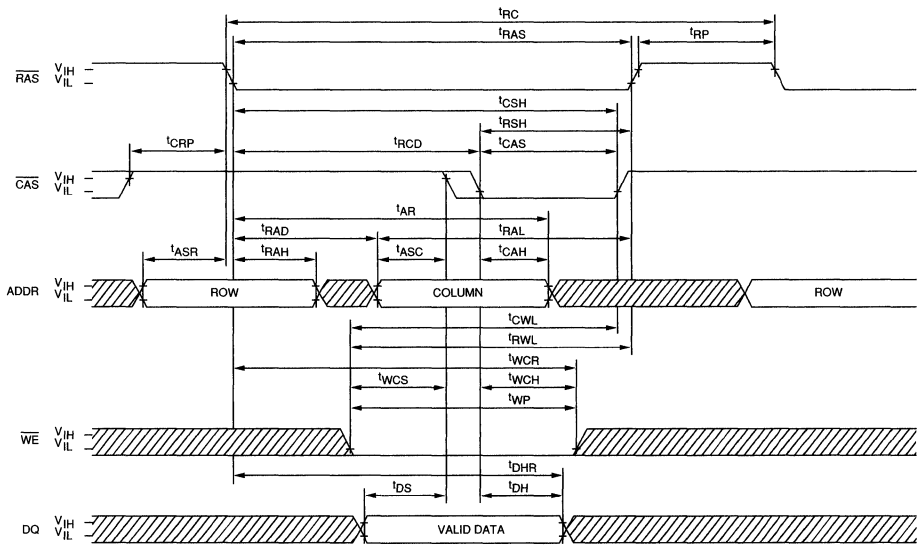 tRC
tRAS tRP
RAS VIH VIL
tCSH
tRSH
tCRP tRCD tCAS
CAS VIH VIL
tAR
tRAD tRAL
tASR tRAH tASC tCAH
ADDR VIH VIL ROW COLUMN ROW
tCWL
tRWL
tWCR
tWCS tWCH
tWP
WE VIH VIL
tDHR
tDS tDH
DQ VIH VIL VALID DATA